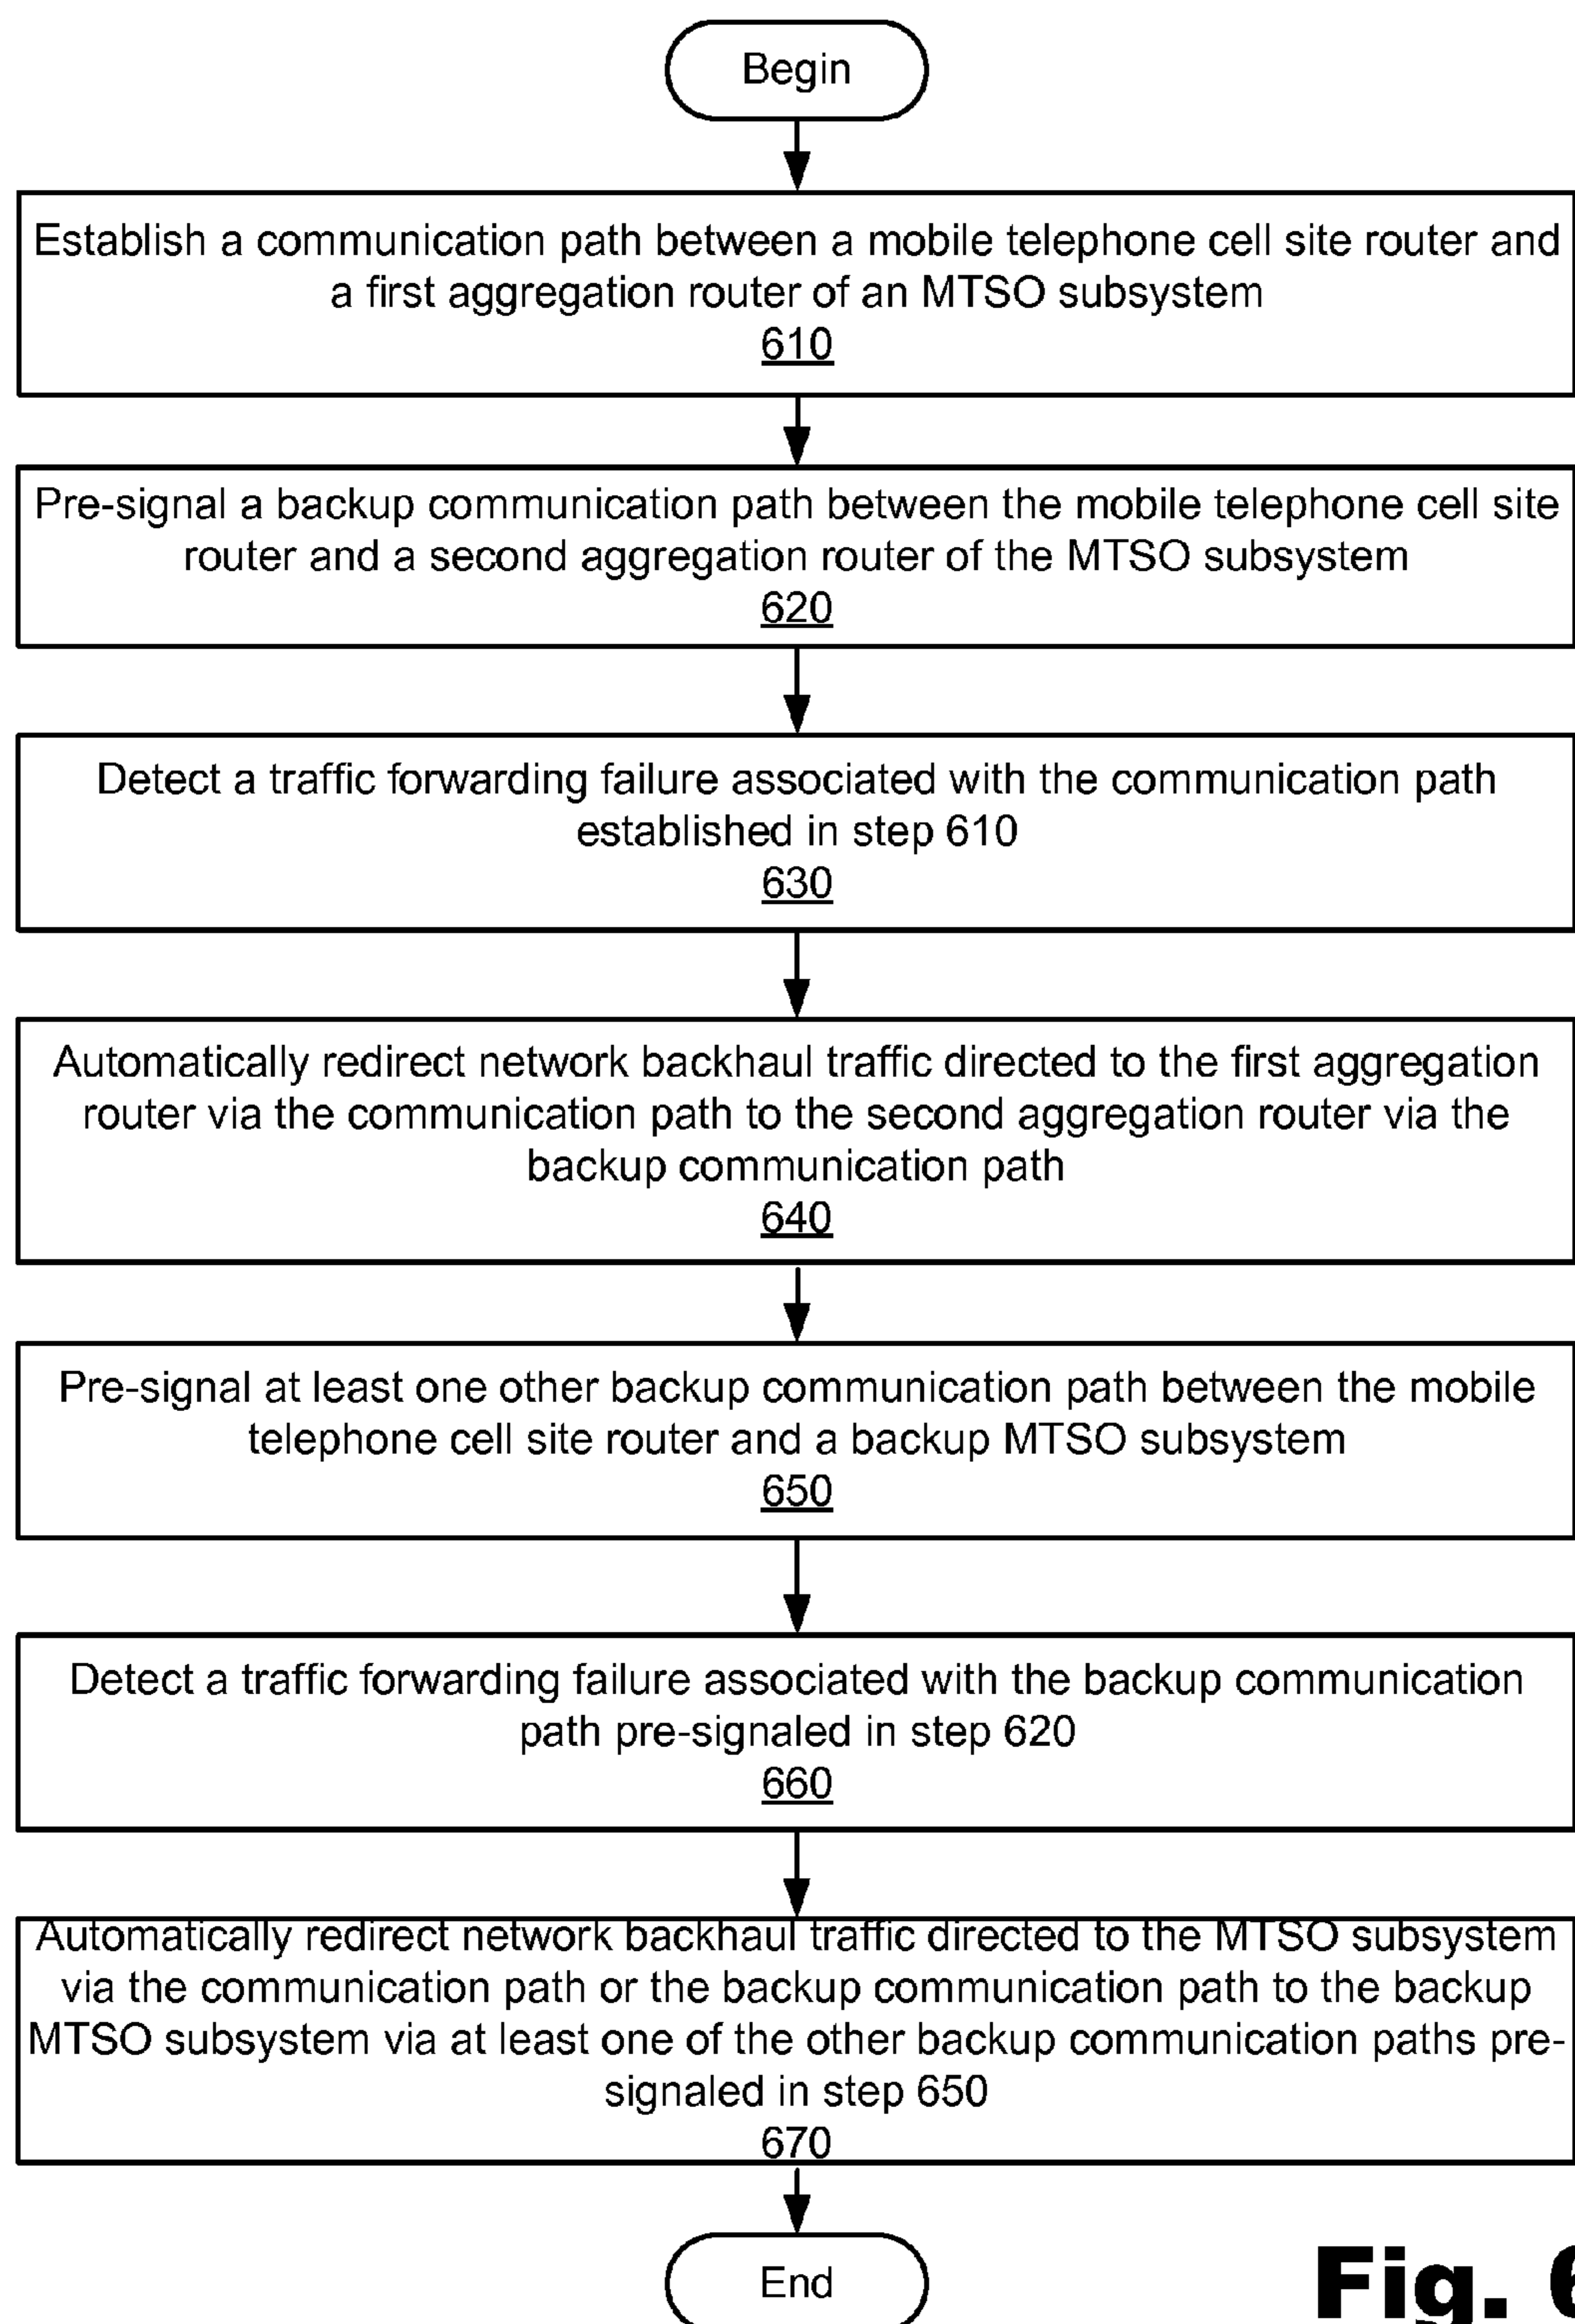 Begin
Establish a communication path between a mobile telephone cell site router and
a first aggregation router of an MTSO subsystem
610
Pre-signal a backup communication path between the mobile telephone cell site
router and a second aggregation router of the MTSO subsystem
620
Detect a traffic forwarding failure associated with the communication path
established in step 610
630
Automatically redirect network backhaul traffic directed to the first aggregation
router via the communication path to the second aggregation router via the
backup communication path
640
Pre-signal at least one other backup communication path between the mobile
telephone cell site router and a backup MTSO subsystem
650
Detect a traffic forwarding failure associated with the backup communication
path pre-signaled in step 620
660
Automatically redirect network backhaul traffic directed to the MTSO subsystem
via the communication path or the backup communication path to the backup
MTSO subsystem via at least one of the other backup communication paths pre-
signaled in step 650
670
End
Fig. 6